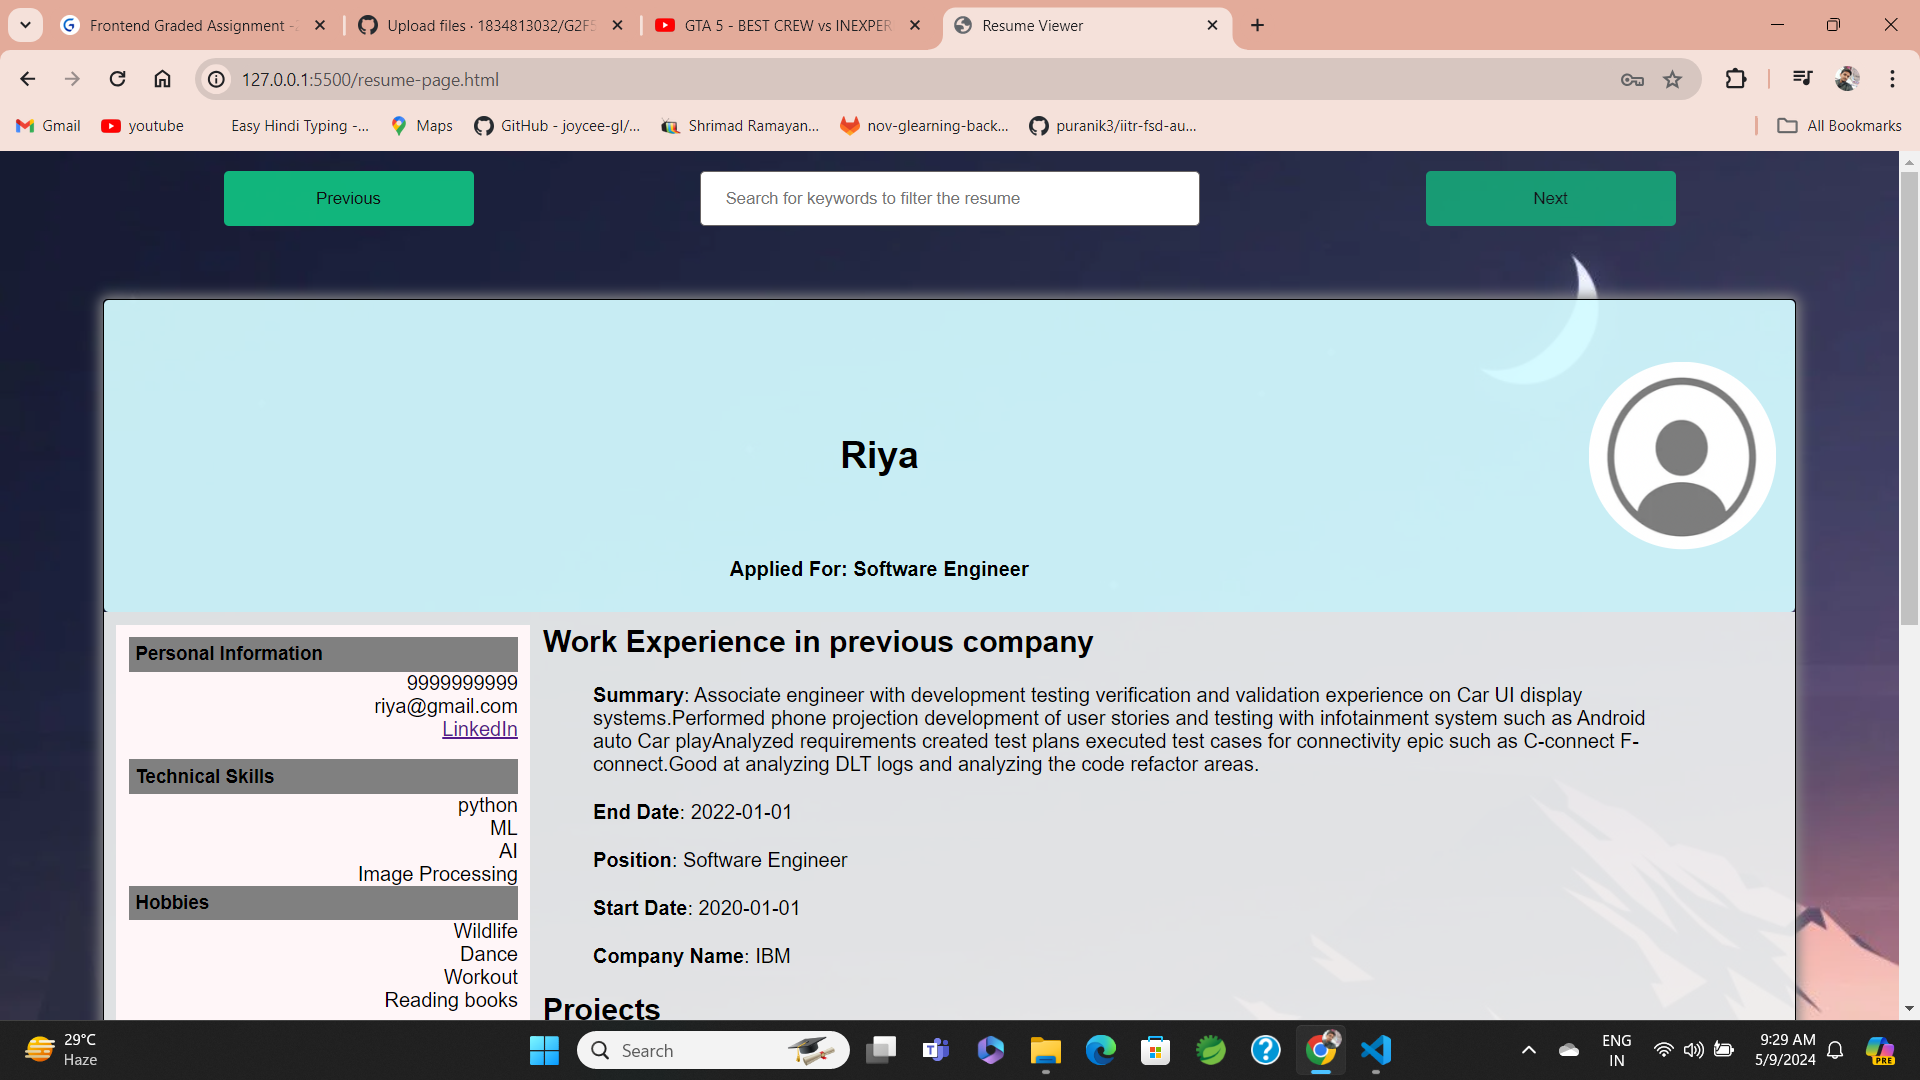 Frontend Graded Assignment -2
Upload files · 1834813032/G2F5
GTA 5 - BEST CREW vs INEXPER
Resume Viewer
127.0.0.1:5500/resume-page.html
Gmail
youtube
Easy Hindi Typing -...
Maps
GitHub - joycee-gl/...
Shrimad Ramayan...
nov-glearning-back...
puranik3/iitr-fsd-au...
All Bookmarks
Previous
Search for keywords to filter the resume
Next
Riya
Applied For: Software Engineer
Personal Information
9999999999
riya@gmail.com
LinkedIn
Technical Skills
python
ML
AI
Image Processing
Hobbies
Wildlife
Dance
Workout
Reading books
Work Experience in previous company
Summary: Associate engineer with development testing verification and validation experience on Car UI display
systems.Performed phone projection development of user stories and testing with infotainment system such as Android
auto Car playAnalyzed requirements created test plans executed test cases for connectivity epic such as C-connect F-
connect.Good at analyzing DLT logs and analyzing the code refactor areas.
End Date: 2022-01-01
Position: Software Engineer
Start Date: 2020-01-01
Company Name: IBM
Projects
29°C
Haze
Search
ENG
IN
9:29 AM
5/9/2024
PRE